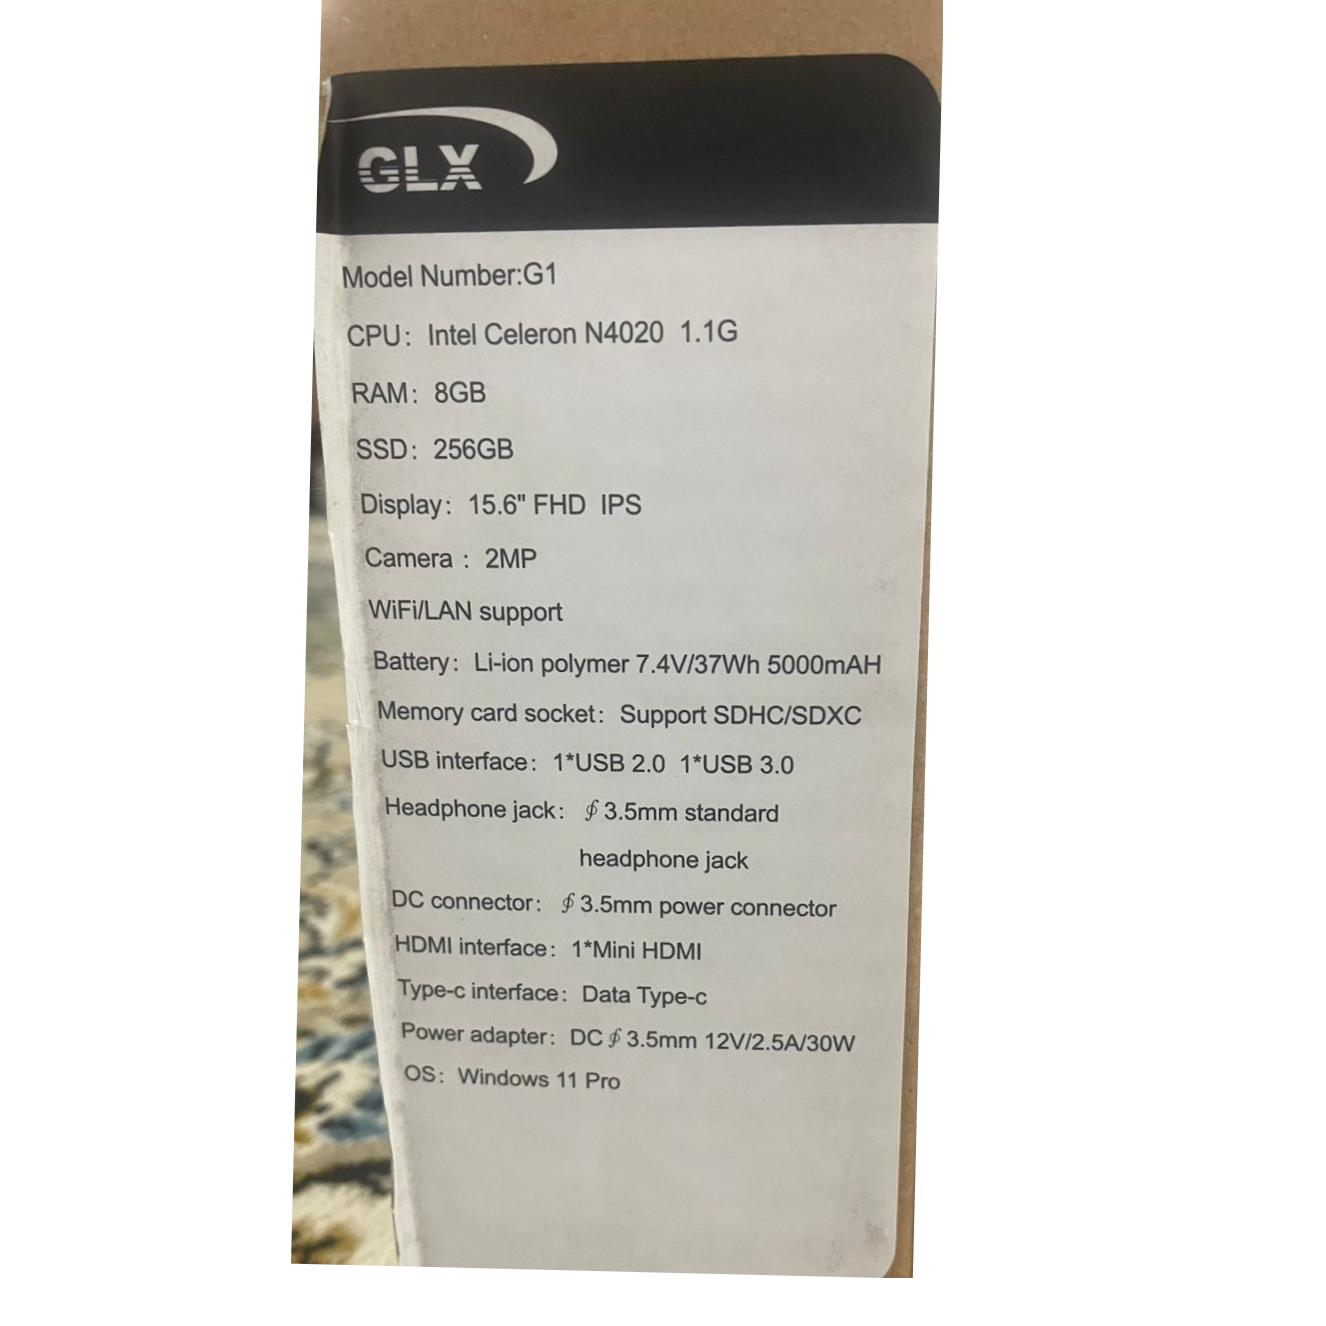 GLX
Model Number:G1
CPU: Intel Celeron N4020 1.1G
RAM: 8GB
SSD: 256GB
Display: 15.6" FHD IPS
Camera : 2MP
WiFi/LAN support
Battery: Li-ion polymer 7.4V/37Wh 5000mAH
Memory card socket: Support SDHC/SDXC
USB interface: 1*USB 2.0 1*USB 3.0
Headphone jack: ∮3.5mm standard
headphone jack
DC connector: ∮3.5mm power connector
HDMI interface: 1*Mini HDMI
Type-c interface: Data Type-c
Power adapter: DC∮3.5mm 12V/2.5A/30W
OS: Windows 11 Pro